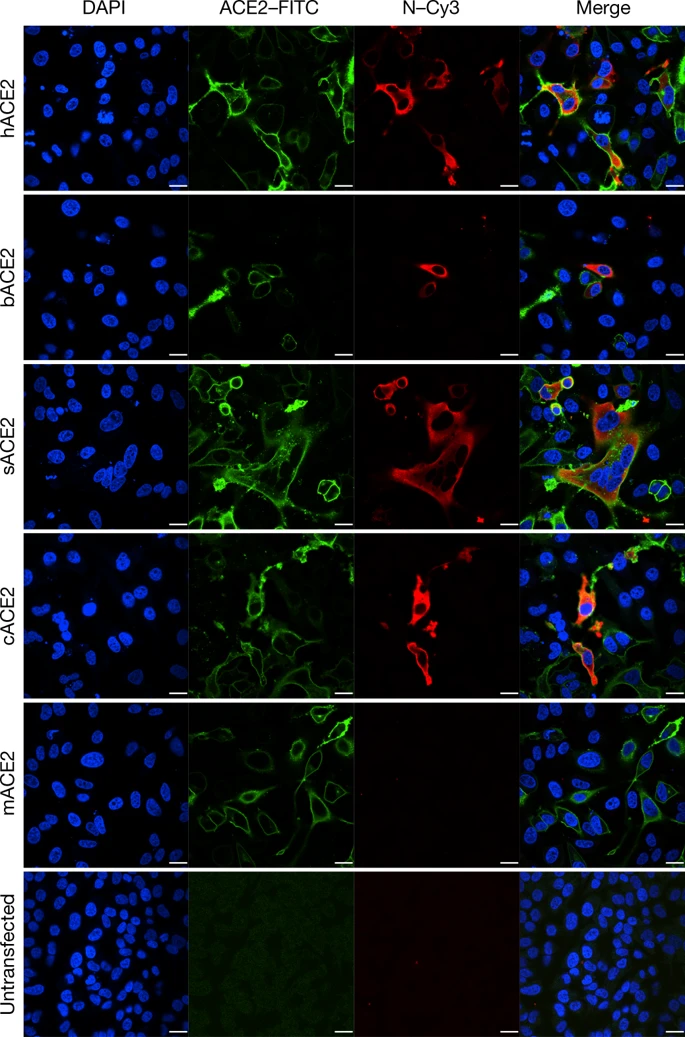 DAPI ACE2–FITC N–Cy3 Merge
hACE2
bACE2
sACE2
cACE2
mACE2
Untransfected